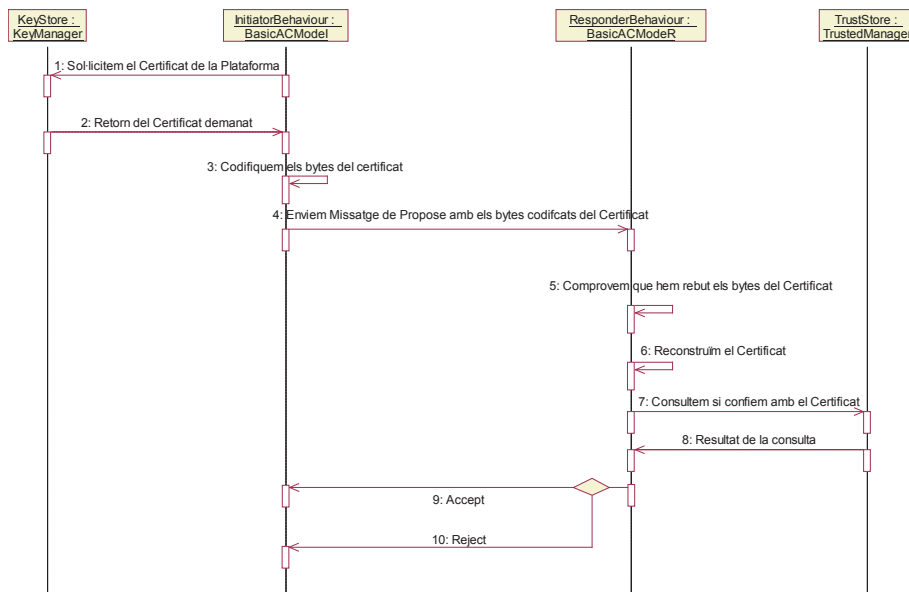 KeyStore :
KeyManager
InitiatorBehaviour :
BasicACModeI
ResponderBehaviour :
BasicACModeR
TrustStore :
TrustedManager
1: Sol·licitem el Certificat de la Plataforma
2: Retorn del Certificat demanat
3: Codifiquem els bytes del certificat
4: Enviem Missatge de Propose amb els bytes codifcats del Certificat
5: Comprovem que hem rebut els bytes del Certificat
6: Reconstruïm el Certificat
7: Consultem si confiem amb el Certificat
8: Resultat de la consulta
9: Accept
10: Reject